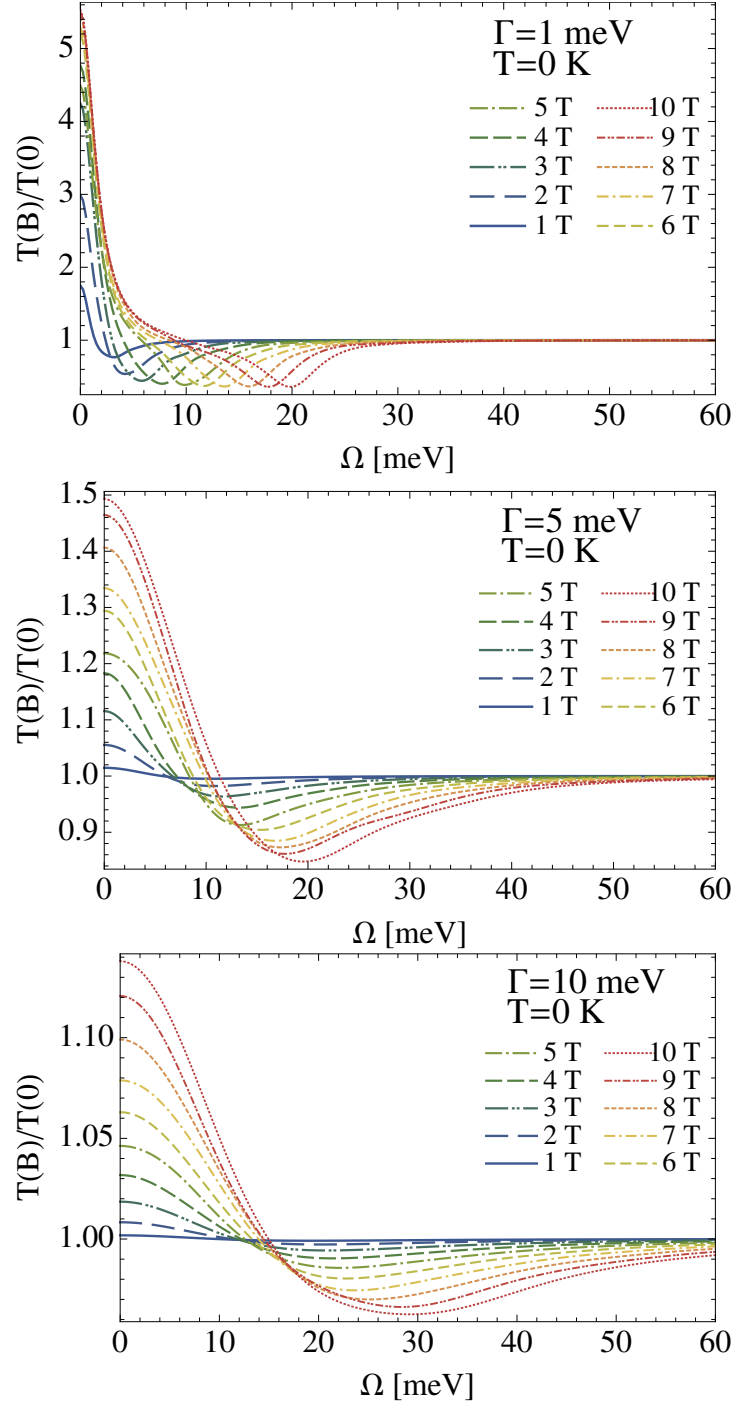 Γ=1 meV
T=0 K
5 T 10 T
4 T 9 T
3 T 8 T
2 T 7 T
1 T 6 T
T(B)/T(0)
5
4
3
2
1
0 10 20 30 40 50 60
Ω [meV]
Γ=5 meV
T=0 K
5 T 10 T
4 T 9 T
3 T 8 T
2 T 7 T
1 T 6 T
T(B)/T(0)
1.5
1.4
1.3
1.2
1.1
1.0
0.9
0 10 20 30 40 50 60
Ω [meV]
Γ=10 meV
T=0 K
5 T 10 T
4 T 9 T
3 T 8 T
2 T 7 T
1 T 6 T
T(B)/T(0)
1.10
1.05
1.00
0 10 20 30 40 50 60
Ω [meV]